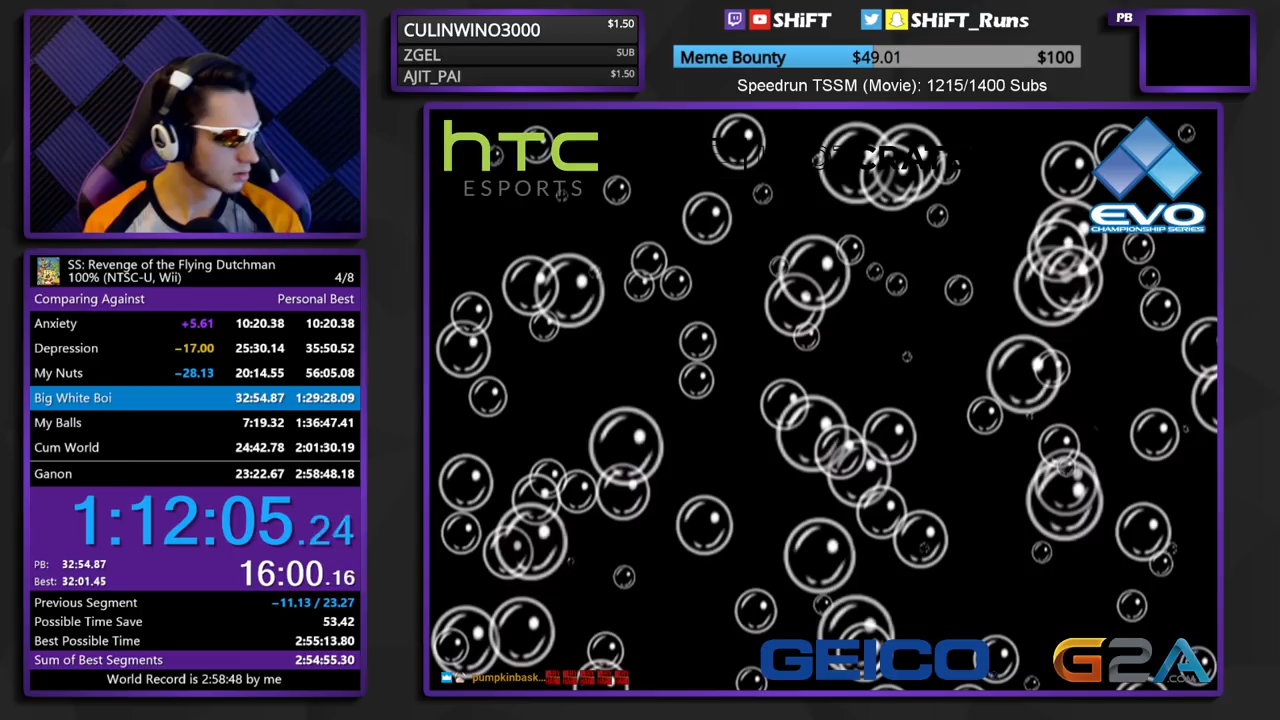 CULINWINO3000 $1.50
ZGEL SUB
AJIT_PAI $1.50
SHiFT SHiFT_Runs
Meme Bounty $49.01 $100
Speedrun TSSM (Movie): 1215/1400 Subs
PB
hTC
ESPORTS
CRATE
EVO
CHAMPIONSHIP SERIES
SS: Revenge of the Flying Dutchman
100% (NTSC-U, Wii) 4/8
Comparing Against Personal Best
Anxiety +5.61 10:20.38 10:20.38
Depression −17.00 25:30.14 35:50.52
My Nuts −28.13 20:14.55 56:05.08
Big White Boi 32:54.87 1:29:28.09
My Balls 7:19.32 1:36:47.41
Cum World 24:42.78 2:01:30.19
Ganon 23:22.67 2:58:48.18
1:12:05.24
PB: 32:54.87
Best: 32:01.45
16:00.16
Previous Segment −11.13 / 23.27
Possible Time Save 53.42
Best Possible Time 2:55:13.80
Sum of Best Segments 2:54:55.30
World Record is 2:58:48 by me
GEICO
G2A
.COM
pumpkinbask...